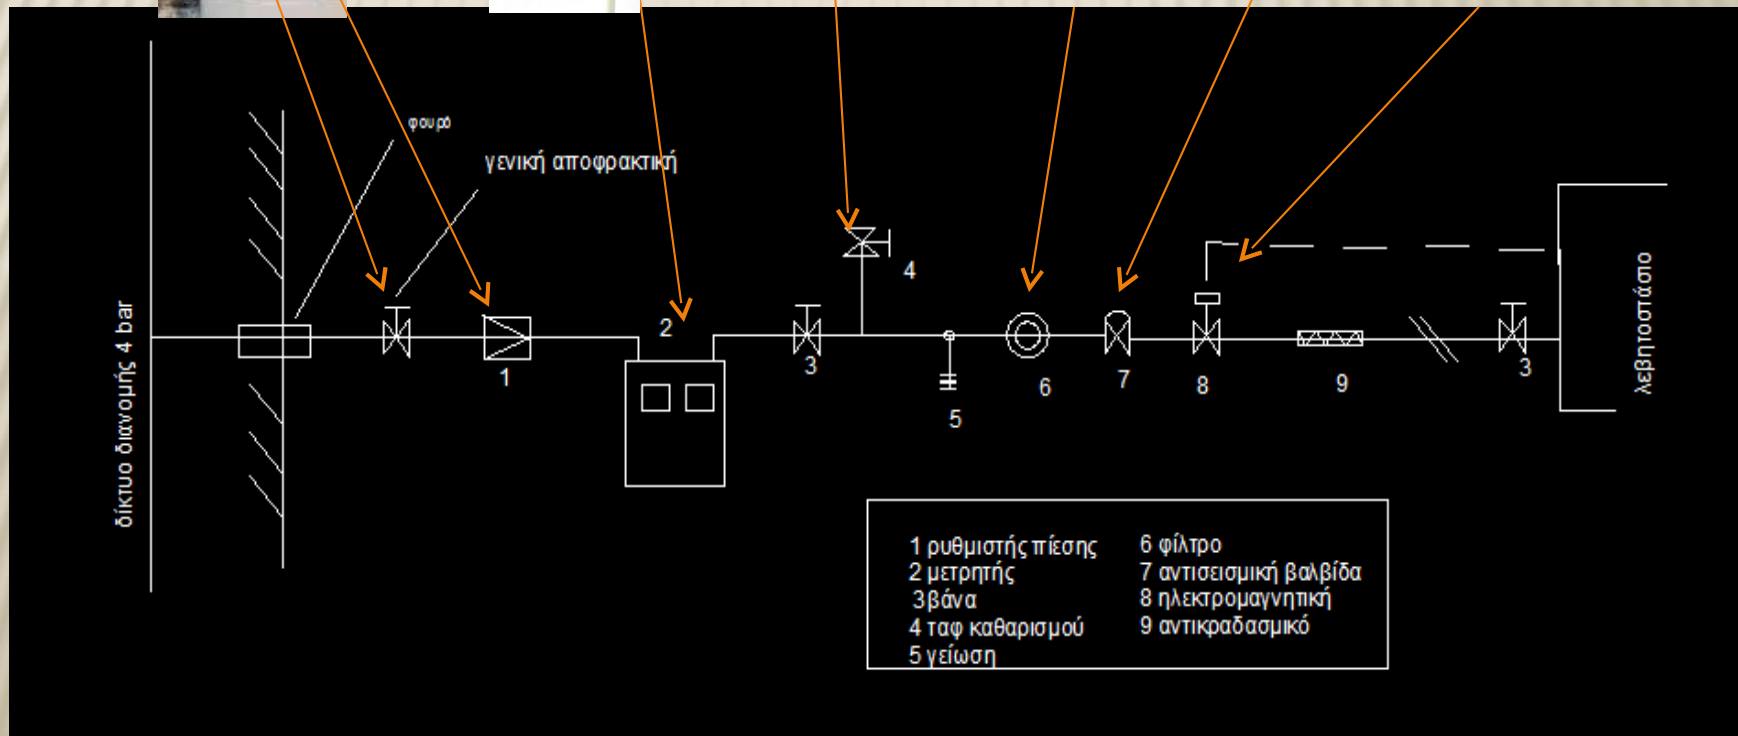 φουρό
γενική αποφρακτική
δίκτυο διανομής 4 bar
1
2
3
4
5
6
7
8
9
3
λεβητοστάσιο
1 ρυθμιστής πίεσης
2 μετρητής
3βάνα
4 ταφ καθαρισμού
5 γείωση
6 φίλτρο
7 αντισεισμική βαλβίδα
8 ηλεκτρομαγνητική
9 αντικραδασμικό